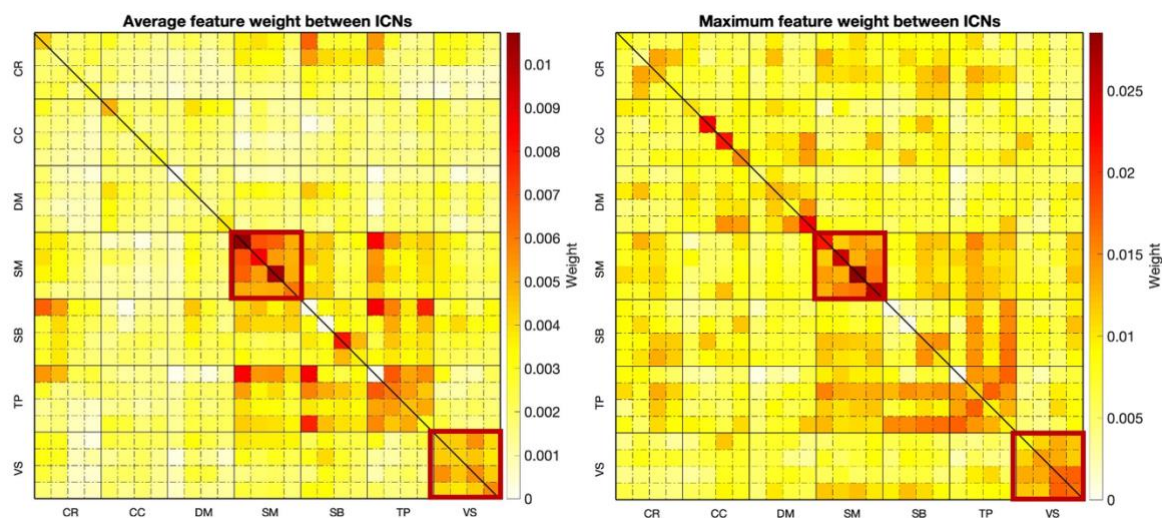 Average feature weight between ICNs
CR
CC
DM
SM
SB
TP
VS
CR
CC
DM
SM
SB
TP
VS
0.01
0.009
0.008
0.007
0.006
0.005
0.004
0.003
0.002
0.001
0
Weight
Maximum feature weight between ICNs
CR
CC
DM
SM
SB
TP
VS
CR
CC
DM
SM
SB
TP
VS
0.025
0.02
0.015
0.01
0.005
0
Weight